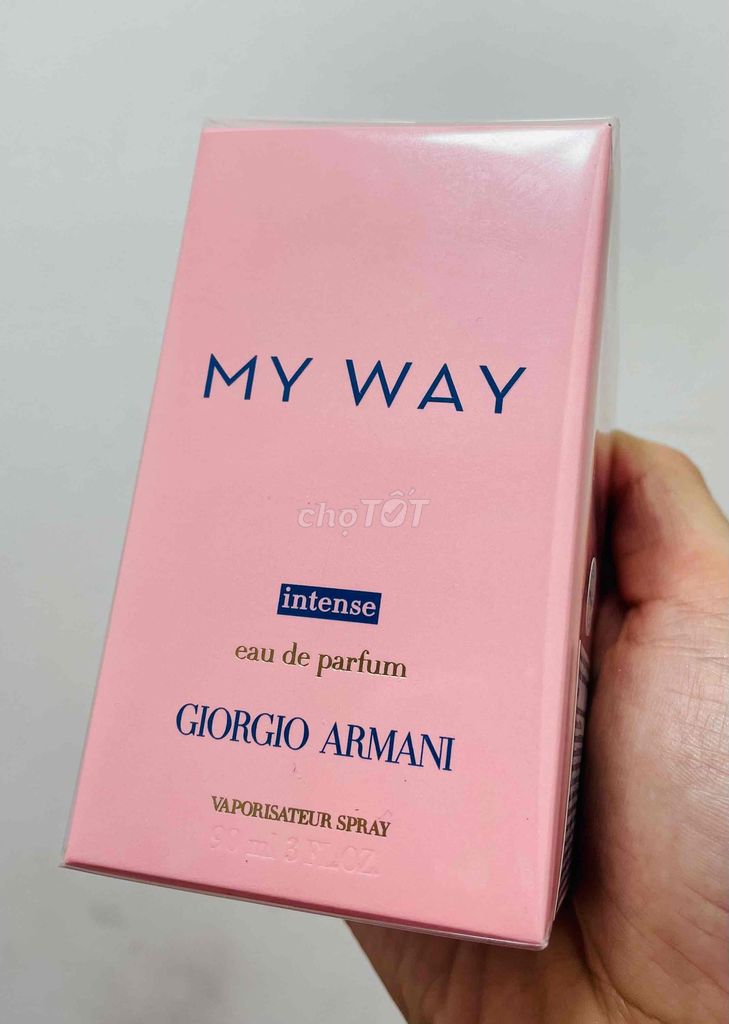 MY WAY
chợTỐT
intense
eau de parfum
GIORGIO ARMANI
VAPORISATEUR SPRAY
90 ml 3 FL.OZ.